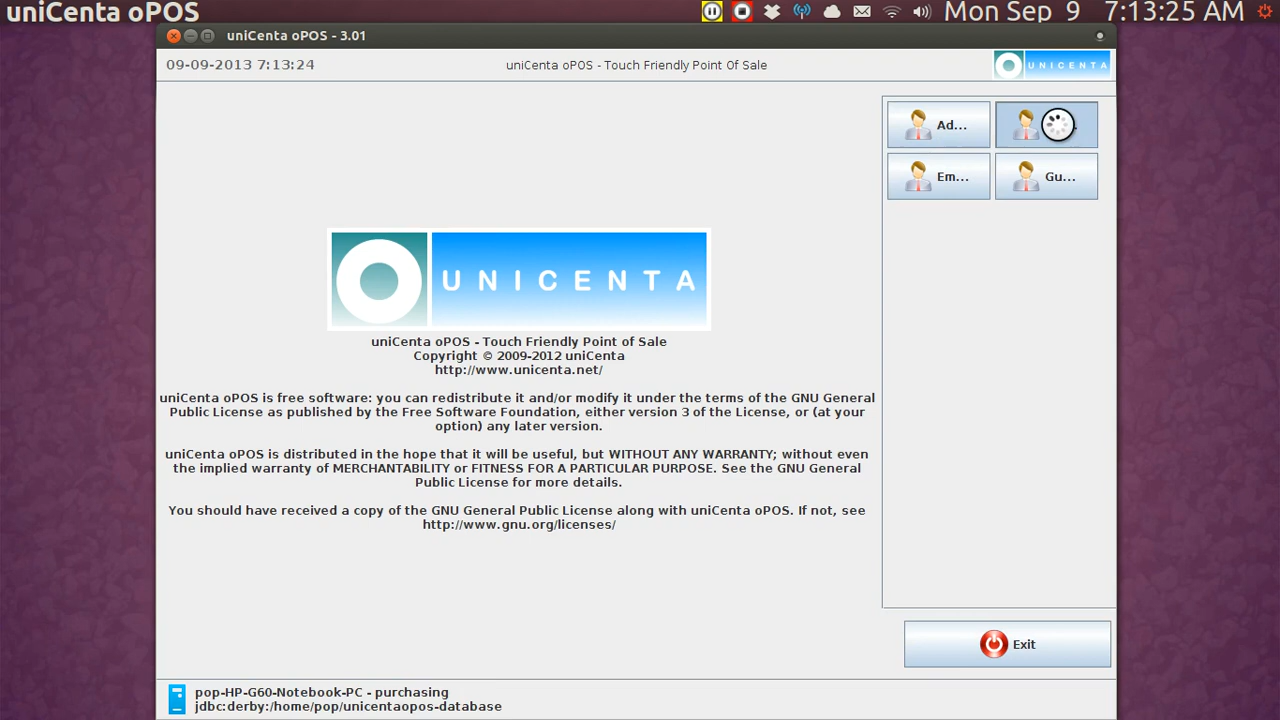 uniCenta oPOS
Mon Sep 9 7:13:25 AM
uniCenta oPOS - 3.01
09-09-2013 7:13:24
uniCenta oPOS - Touch Friendly Point Of Sale
UNICENTA
Ad...
Em...
Gu...
UNICENTA
uniCenta oPOS - Touch Friendly Point of Sale
Copyright © 2009-2012 uniCenta
http://www.unicenta.net/
uniCenta oPOS is free software: you can redistribute it and/or modify it under the terms of the GNU General
Public License as published by the Free Software Foundation, either version 3 of the License, or (at your
option) any later version.
uniCenta oPOS is distributed in the hope that it will be useful, but WITHOUT ANY WARRANTY; without even
the implied warranty of MERCHANTABILITY or FITNESS FOR A PARTICULAR PURPOSE. See the GNU General
Public License for more details.
You should have received a copy of the GNU General Public License along with uniCenta oPOS. If not, see
http://www.gnu.org/licenses/
Exit
pop-HP-G60-Notebook-PC - purchasing
jdbc:derby:/home/pop/unicentaopos-database